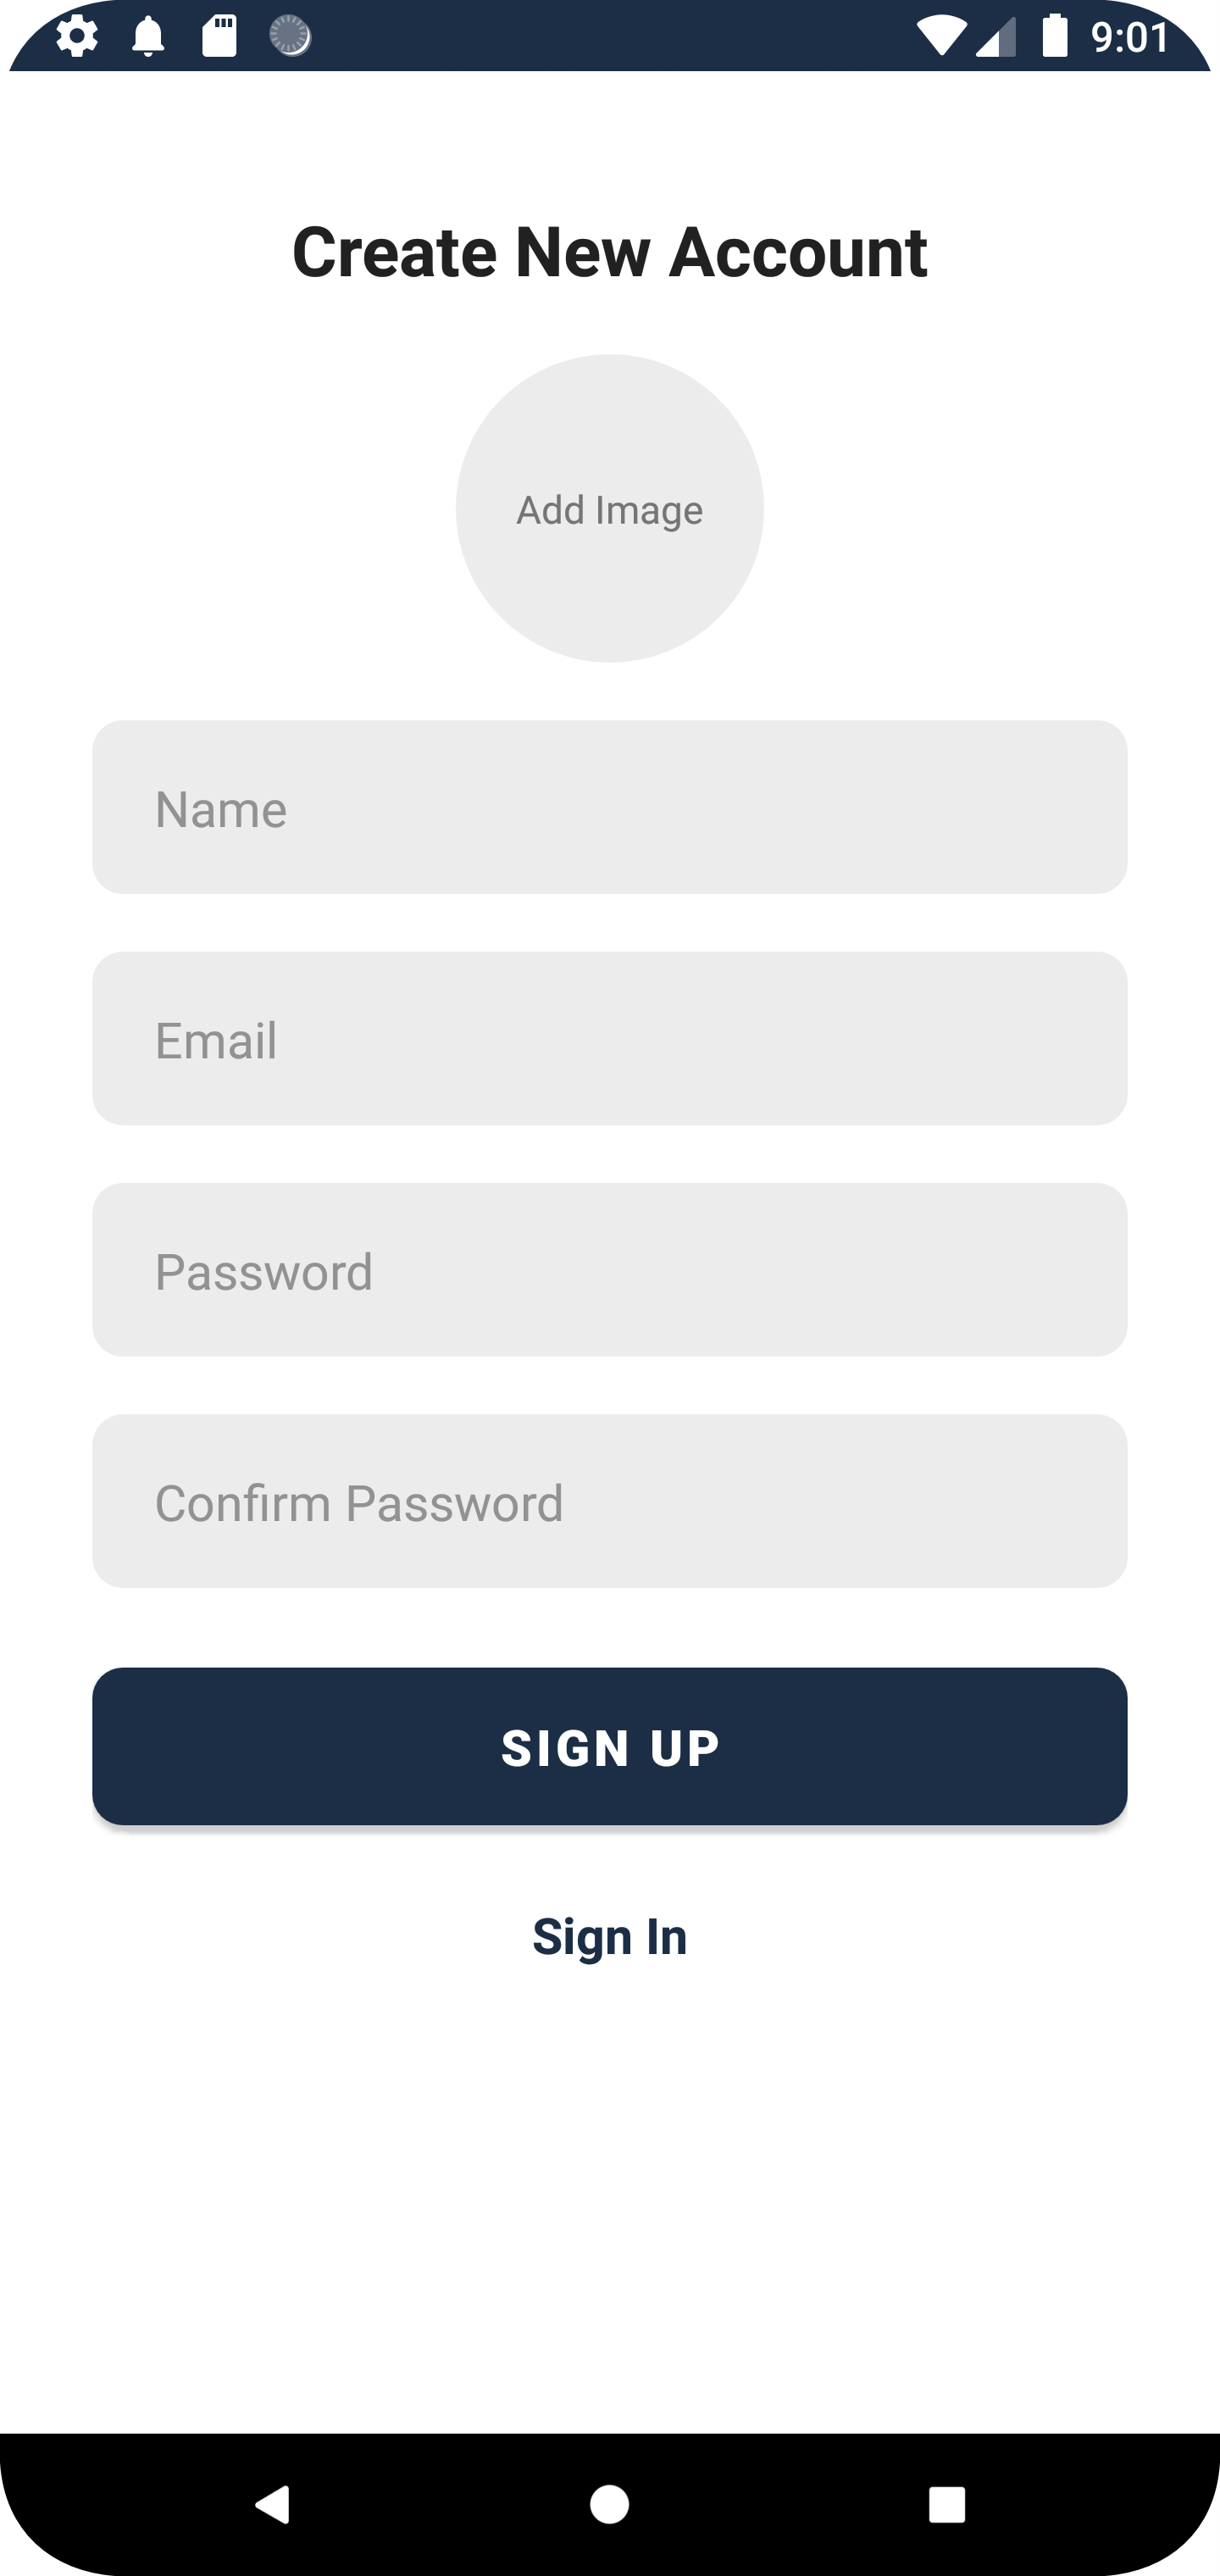 9:01
Create New Account
Add Image
Name
Email
Password
Confirm Password
SIGN UP
Sign In